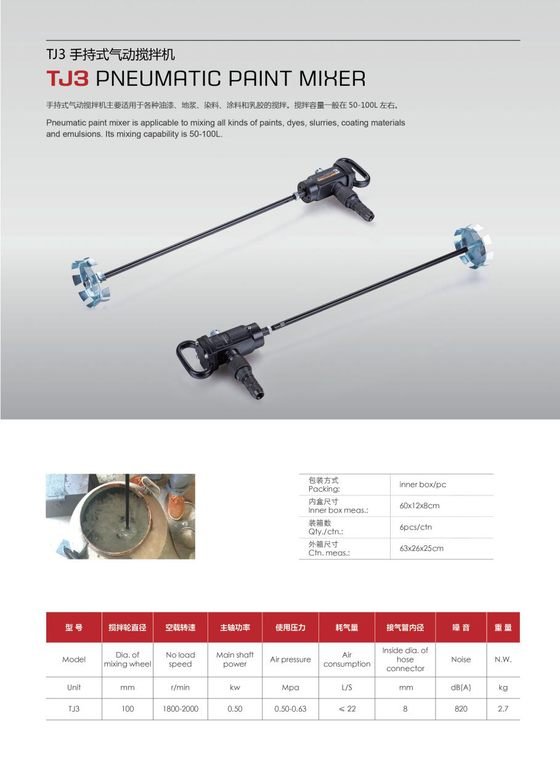 TJ3 手持式气动搅拌机
TJ3 PNEUMATIC PAINT MIXER
手持式气动搅拌机主要适用于各种油漆、地浆、染料、涂料和乳胶的搅拌。搅拌容量一般在 50-100L 左右。
Pneumatic paint mixer is applicable to mixing all kinds of paints, dyes, slurries, coating materials
and emulsions. Its mixing capability is 50-100L.
包装方式
Packing: inner box/pc
内盒尺寸
Inner box meas.: 60x12x8cm
装箱数
Qty./ctn.: 6pcs/ctn
外箱尺寸
Ctn. meas.: 63x26x25cm
型 号 搅拌轮直径 空载转速 主轴功率 使用压力 耗气量 接气管内径 噪 音 重 量
Model Dia. of mixing wheel No load speed Main shaft power Air pressure Air consumption Inside dia. of hose connector Noise N.W.
Unit mm r/min kw Mpa L/S mm dB(A) kg
TJ3 100 1800-2000 0.50 0.50-0.63 ≤ 22 8 820 2.7